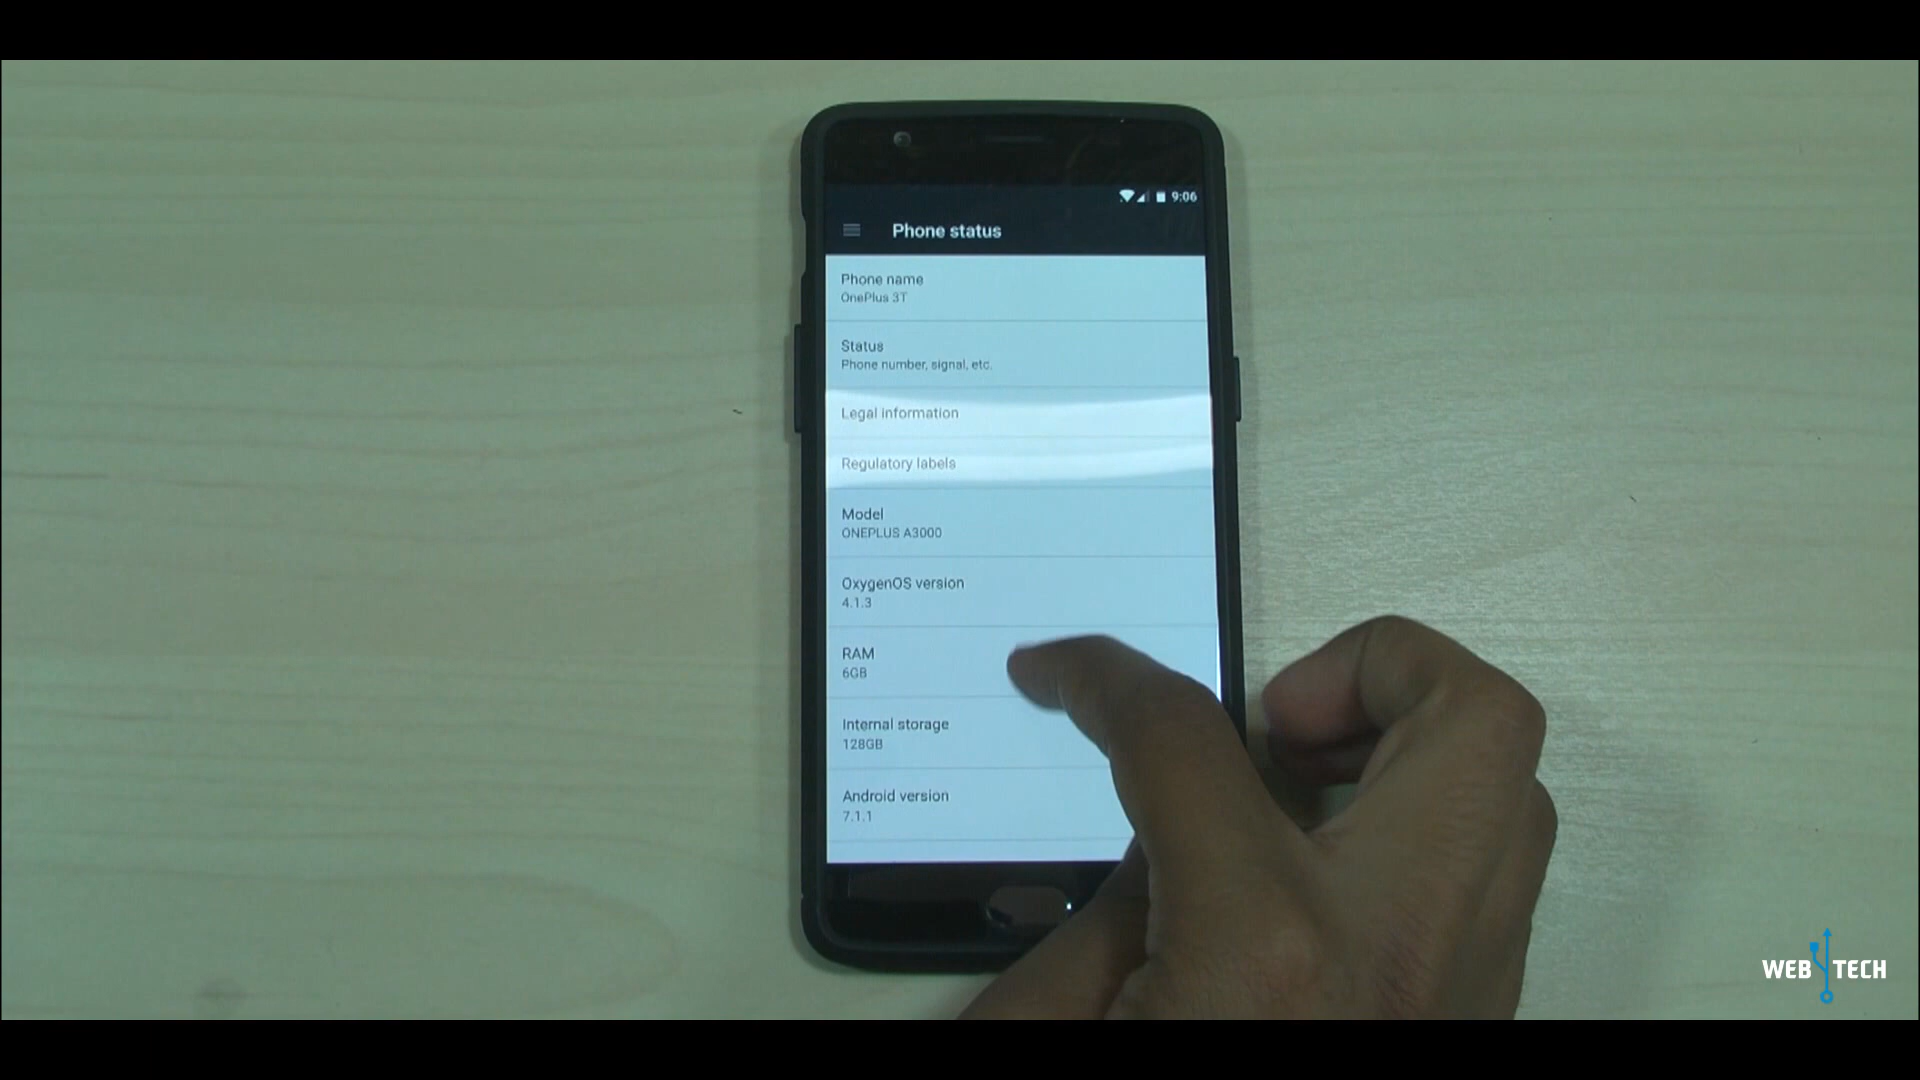 9:06
Phone status
Phone name
OnePlus 3T
Status
Phone number, signal, etc.
Legal information
Regulatory labels
Model
ONEPLUS A3000
OxygenOS version
4.1.3
RAM
6GB
Internal storage
128GB
Android version
7.1.1
WEB TECH